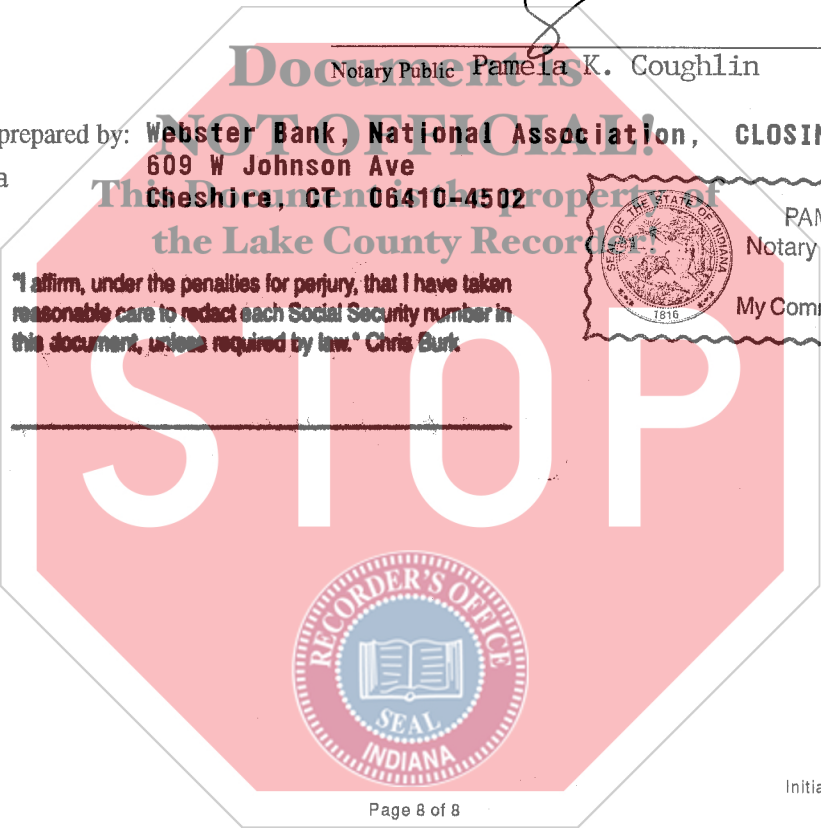 Document is
Notary Public Pamela K. Coughlin
NOT OFFICIAL!
prepared by: Webster Bank, National Association, CLOSIN
609 W Johnson Ave
Cheshire, CT 06410-4502
This Document is the property of
the Lake County Recorder!
SEAL OF THE STATE OF INDIANA
1816
PAM
Notary
My Comm
"I affirm, under the penalties for perjury, that I have taken
reasonable care to redact each Social Security number in
this document, unless required by law." Chris Burk
STOP
RECORDER'S OFFICE
SEAL
INDIANA
Initia
Page 8 of 8